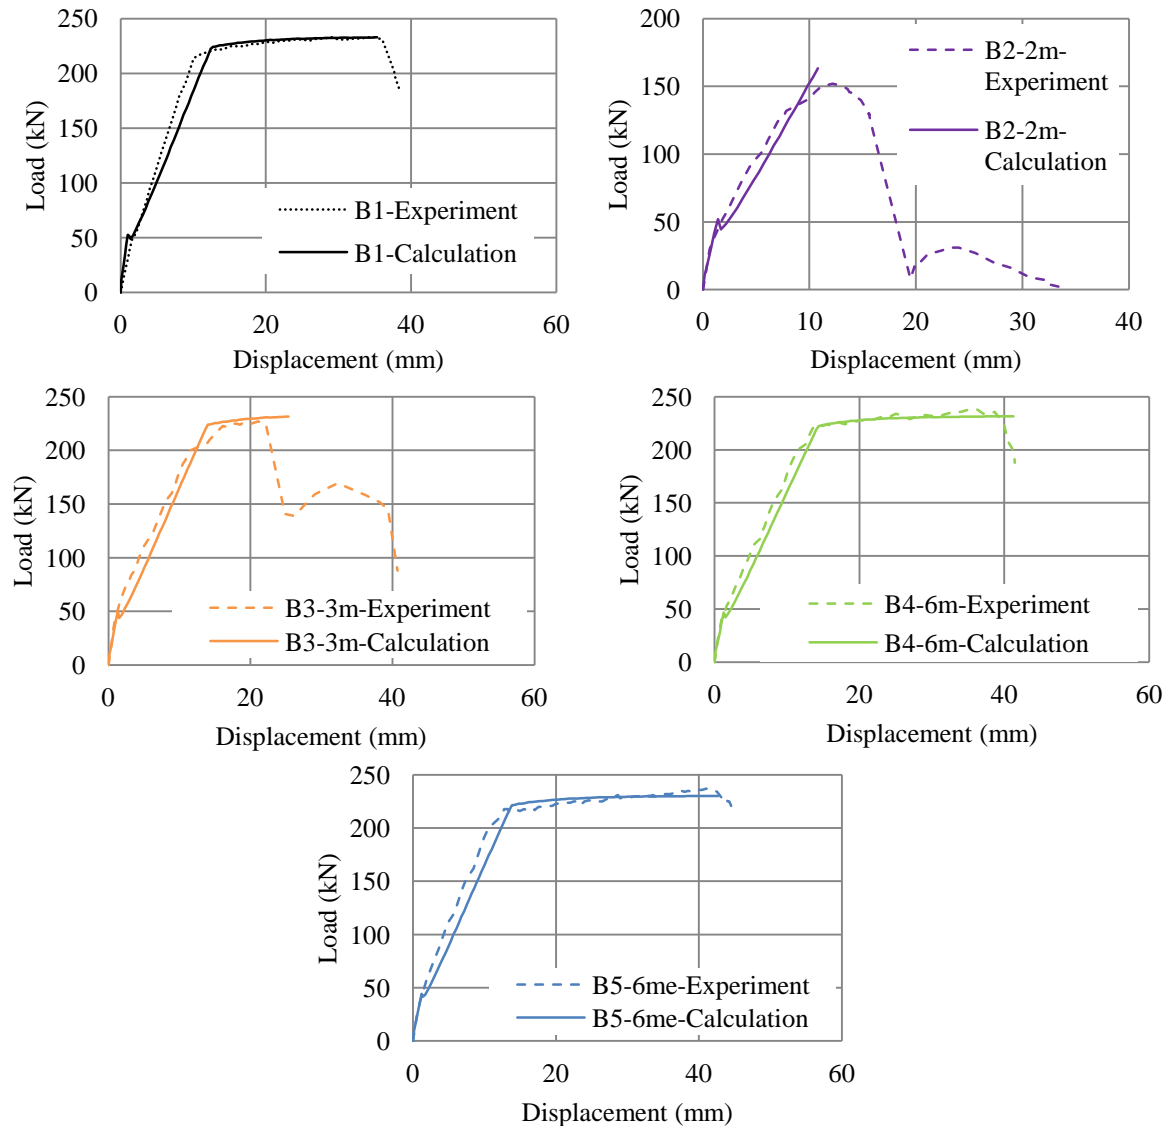 250
200
150
100
50
0
Load (kN)
B1-Experiment
B1-Calculation
0 20 40 60
Displacement (mm)
200
150
100
50
0
Load (kN)
B2-2m-
Experiment
B2-2m-
Calculation
0 10 20 30 40
Displacement (mm)
250
200
150
100
50
0
Load (kN)
B3-3m-Experiment
B3-3m-Calculation
0 20 40 60
Displacement (mm)
250
200
150
100
50
0
Load (kN)
B4-6m-Experiment
B4-6m-Calculation
0 20 40 60
Displacement (mm)
250
200
150
100
50
0
Load (kN)
B5-6me-Experiment
B5-6me-Calculation
0 20 40 60
Displacement (mm)